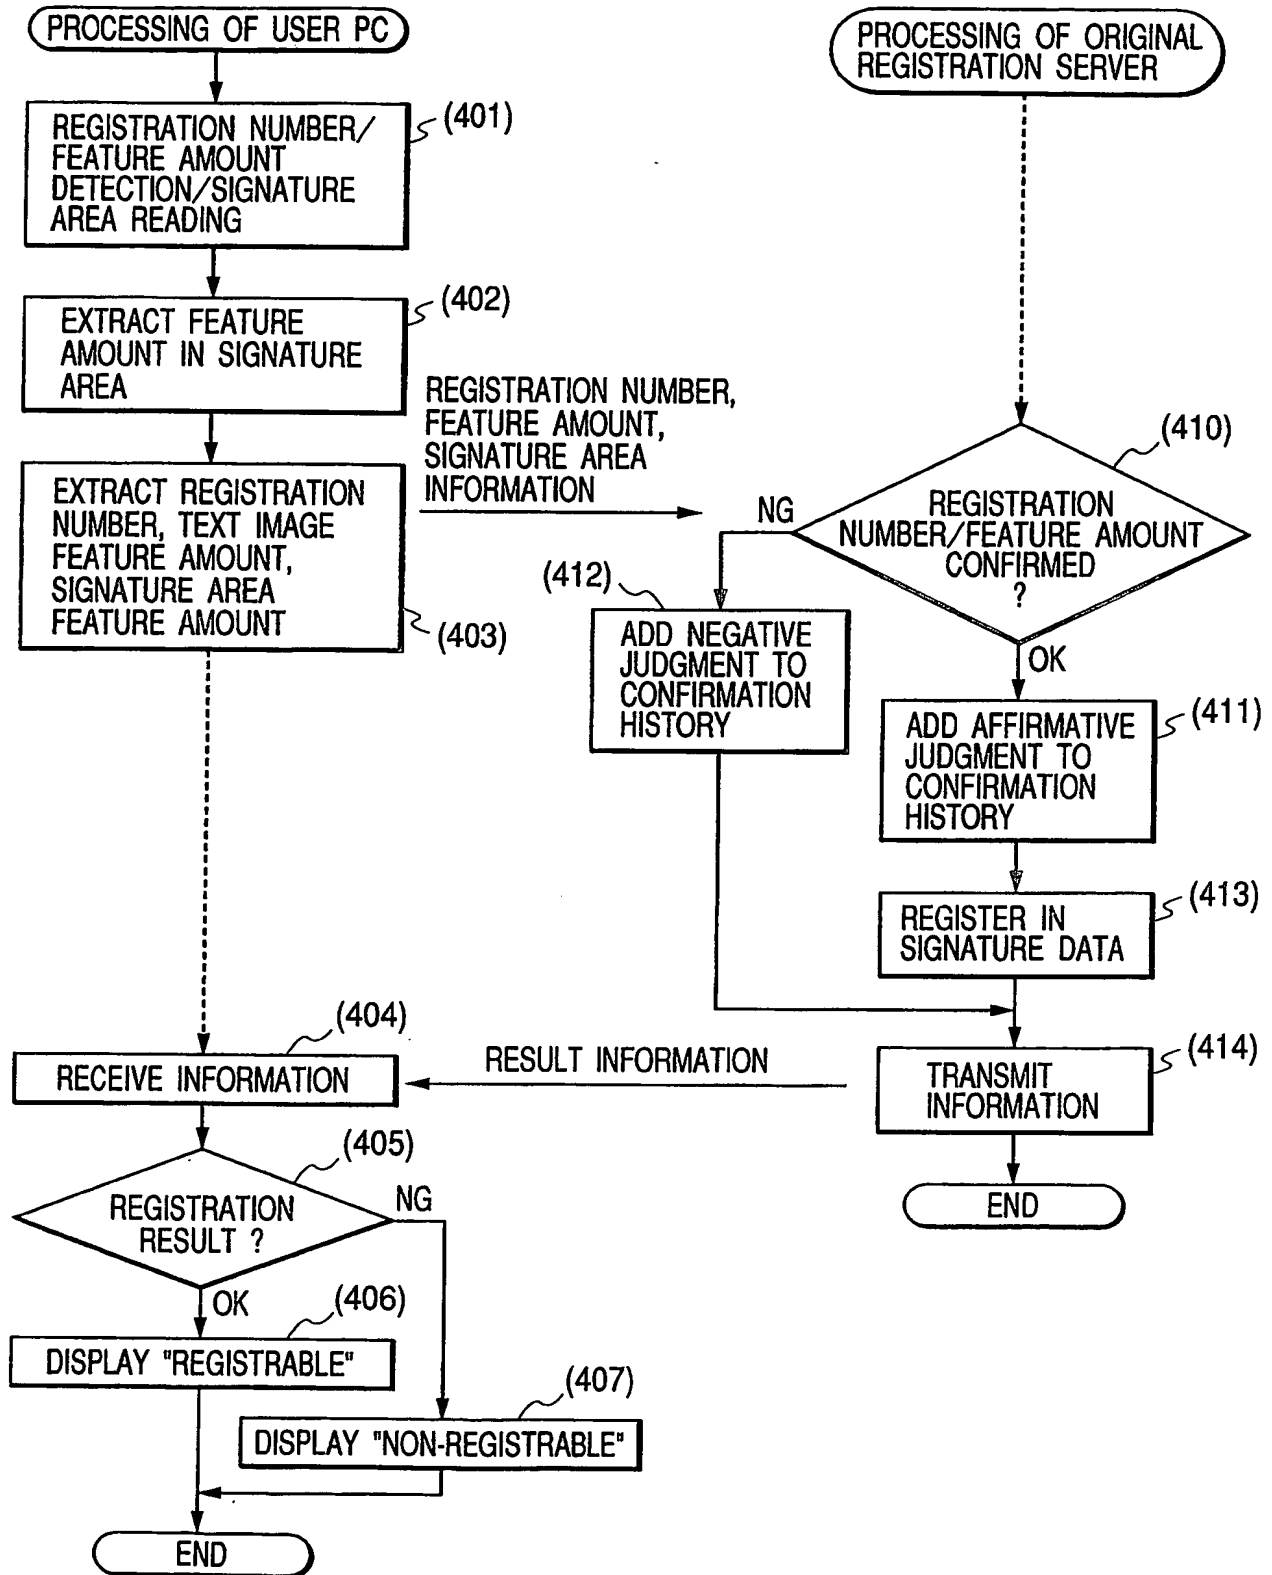 PROCESSING OF USER PC
PROCESSING OF ORIGINAL
REGISTRATION SERVER
(401)
REGISTRATION NUMBER/
FEATURE AMOUNT
DETECTION/SIGNATURE
AREA READING
(402)
EXTRACT FEATURE
AMOUNT IN SIGNATURE
AREA
REGISTRATION NUMBER,
FEATURE AMOUNT,
SIGNATURE AREA
INFORMATION
EXTRACT REGISTRATION
NUMBER, TEXT IMAGE
FEATURE AMOUNT,
SIGNATURE AREA
FEATURE AMOUNT
(403)
(410)
REGISTRATION
NUMBER/FEATURE AMOUNT
CONFIRMED
?
NG
OK
(412)
ADD NEGATIVE
JUDGMENT TO
CONFIRMATION
HISTORY
(411)
ADD AFFIRMATIVE
JUDGMENT TO
CONFIRMATION
HISTORY
(413)
REGISTER IN
SIGNATURE DATA
(404)
RECEIVE INFORMATION
RESULT INFORMATION
(414)
TRANSMIT
INFORMATION
END
(405)
REGISTRATION
RESULT ?
NG
OK
(406)
DISPLAY "REGISTRABLE"
(407)
DISPLAY "NON-REGISTRABLE"
END